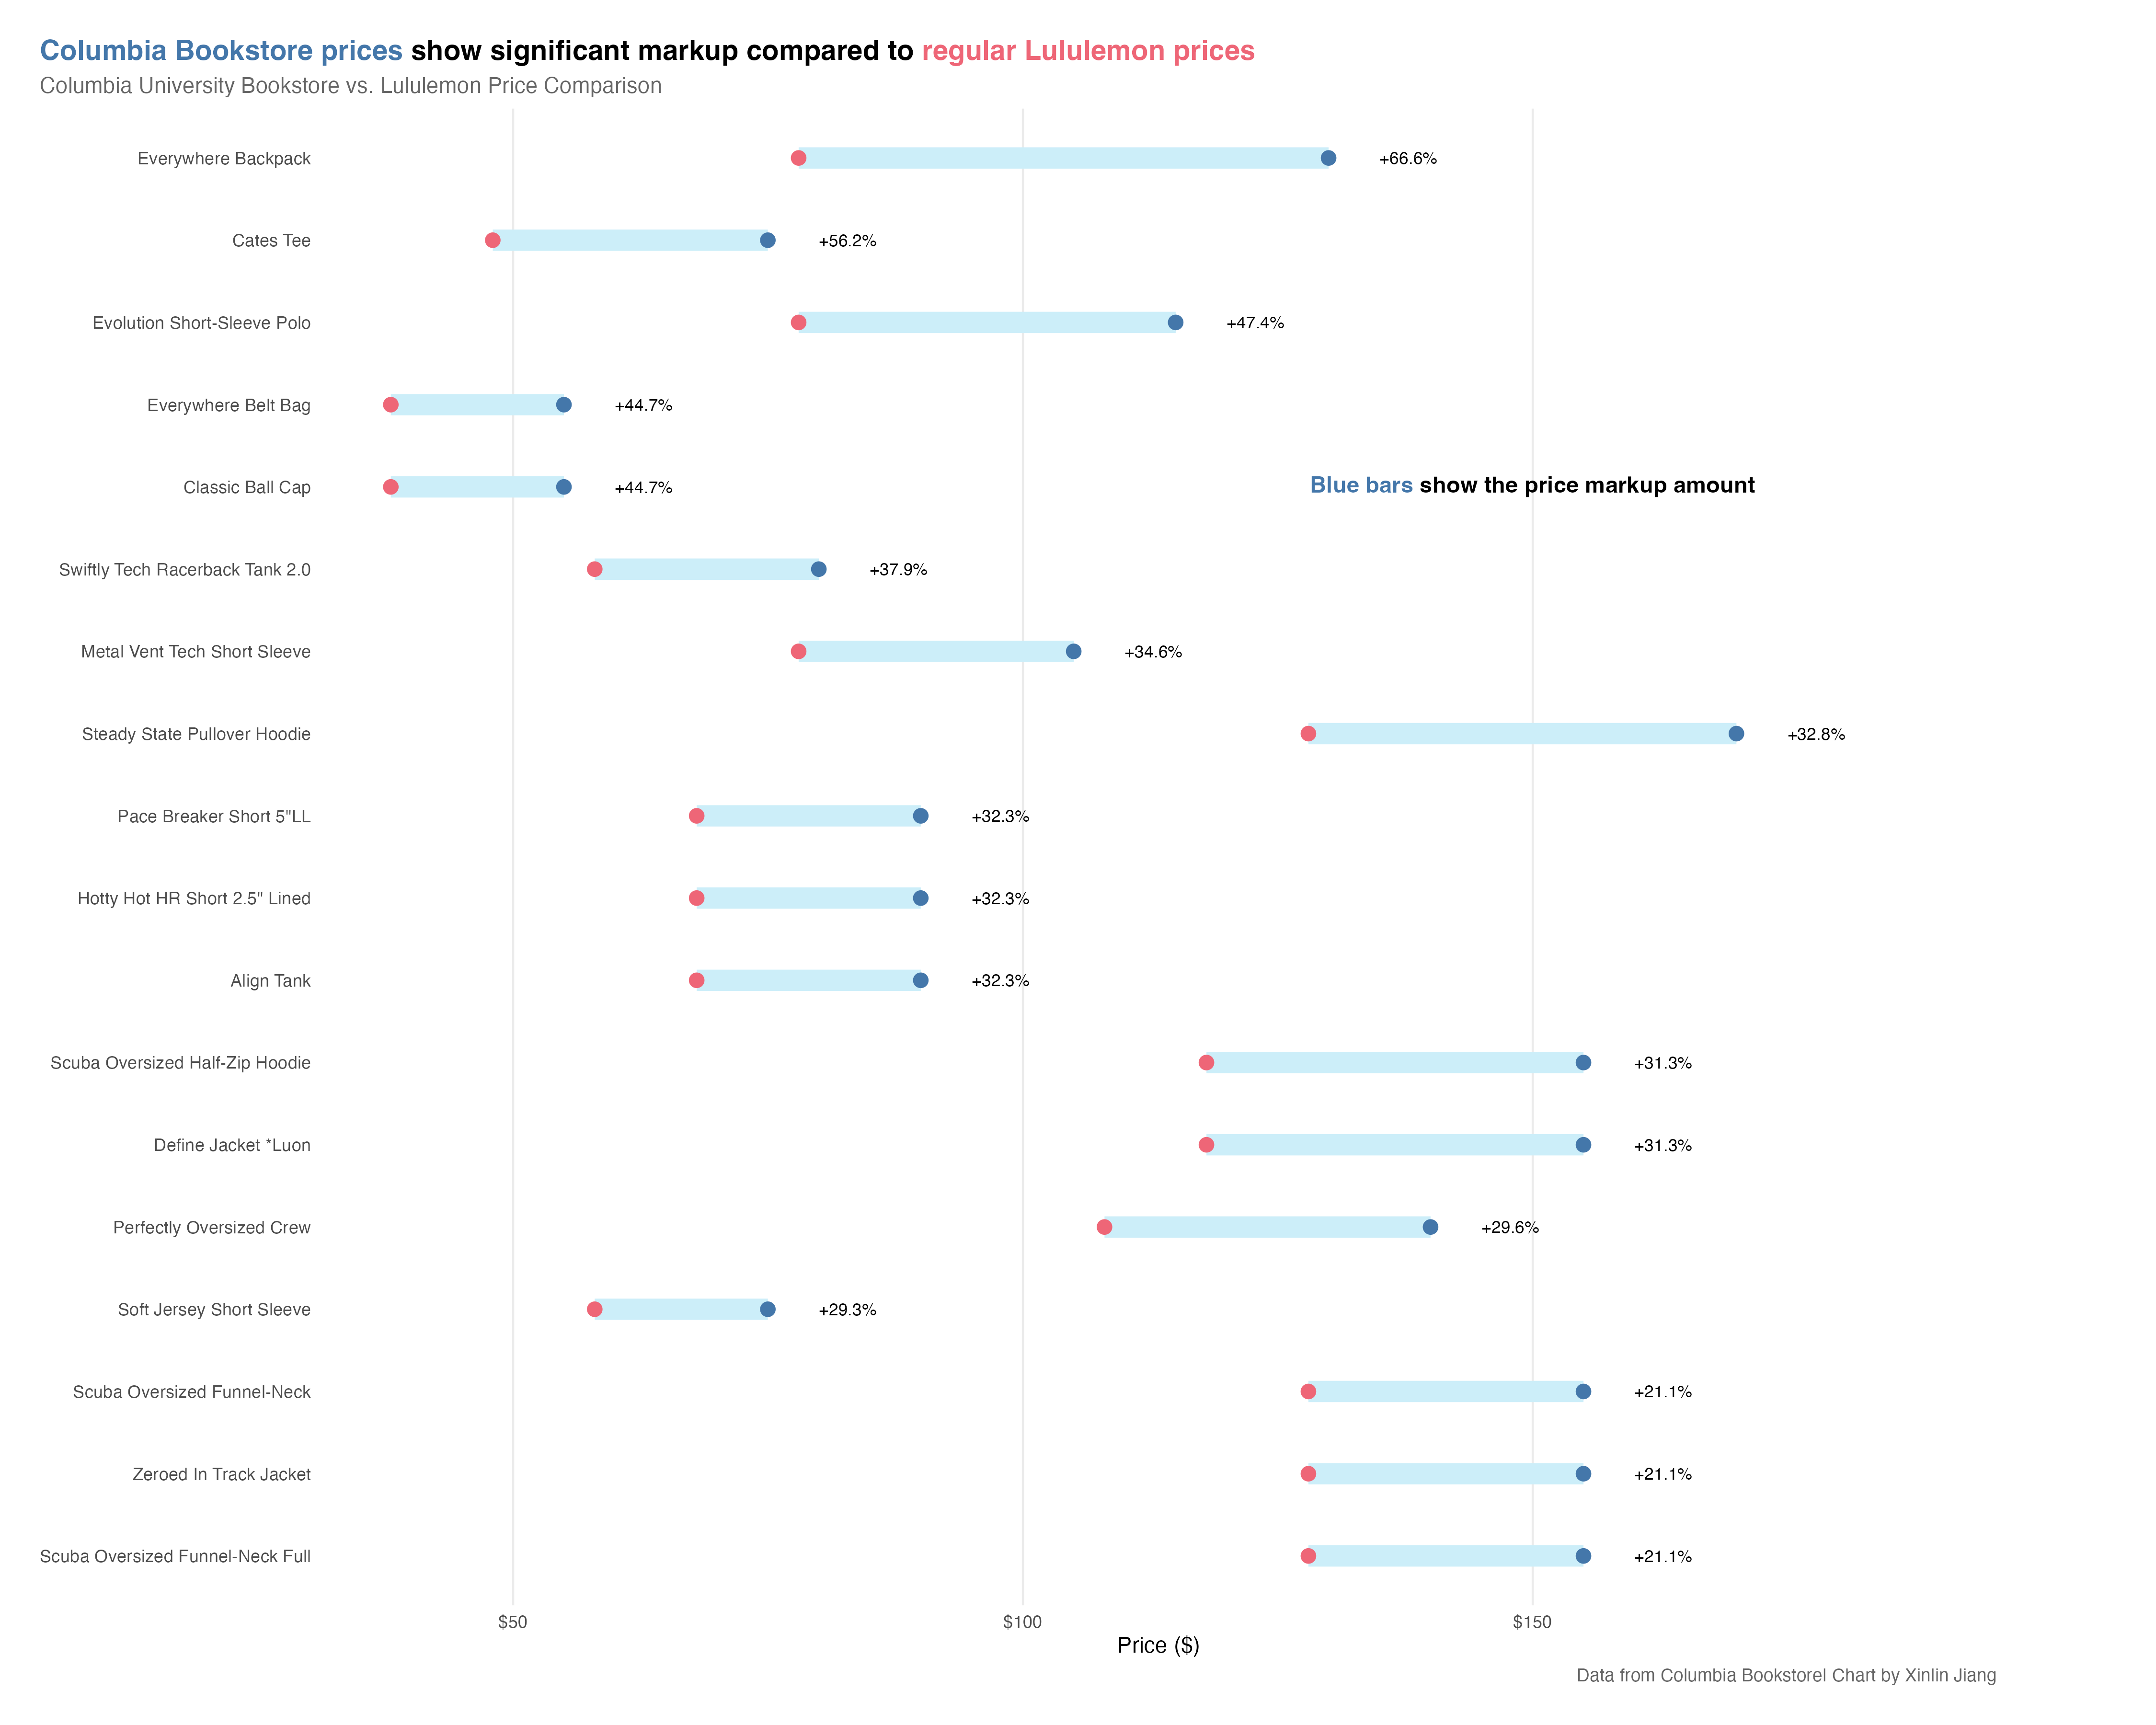 Columbia Bookstore prices show significant markup compared to regular Lululemon prices
Columbia University Bookstore vs. Lululemon Price Comparison
Everywhere Backpack +66.6%
Cates Tee +56.2%
Evolution Short-Sleeve Polo +47.4%
Everywhere Belt Bag +44.7%
Classic Ball Cap +44.7%
Blue bars show the price markup amount
Swiftly Tech Racerback Tank 2.0 +37.9%
Metal Vent Tech Short Sleeve +34.6%
Steady State Pullover Hoodie +32.8%
Pace Breaker Short 5"LL +32.3%
Hotty Hot HR Short 2.5" Lined +32.3%
Align Tank +32.3%
Scuba Oversized Half-Zip Hoodie +31.3%
Define Jacket *Luon +31.3%
Perfectly Oversized Crew +29.6%
Soft Jersey Short Sleeve +29.3%
Scuba Oversized Funnel-Neck +21.1%
Zeroed In Track Jacket +21.1%
Scuba Oversized Funnel-Neck Full +21.1%
$50 $100 $150
Price ($)
Data from Columbia Bookstorel Chart by Xinlin Jiang